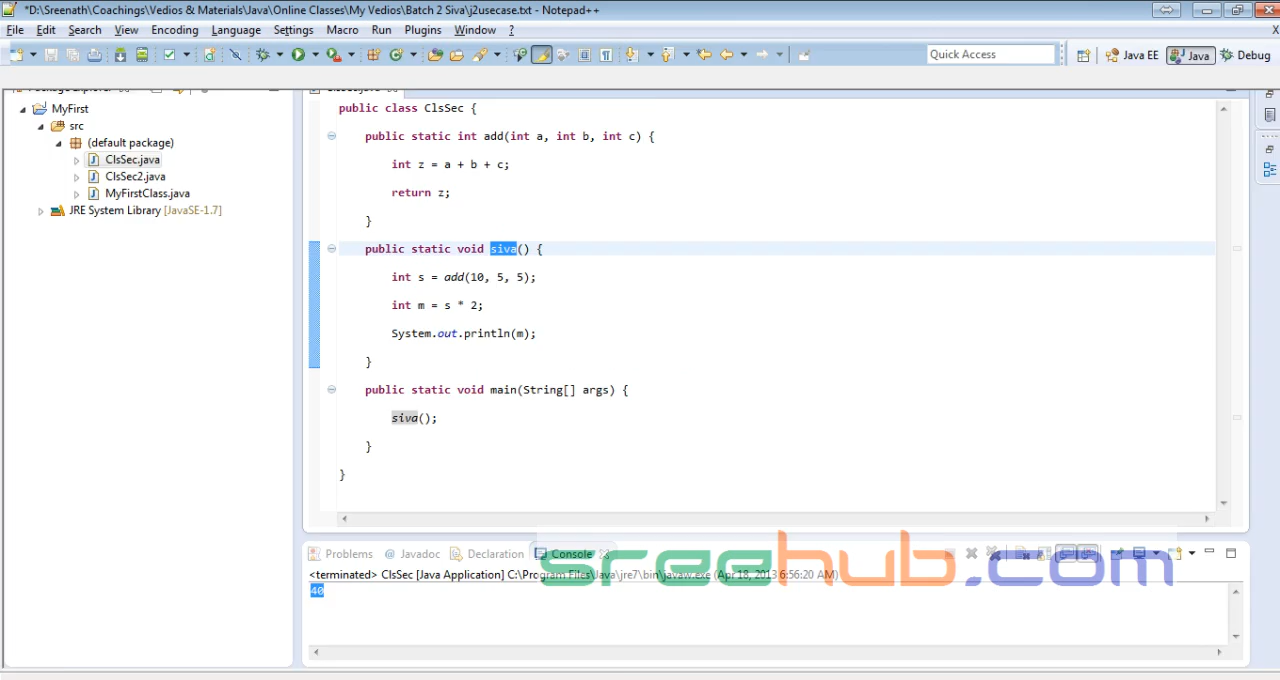 *D:\Sreenath\Coachings\Vedios & Materials\Java\Online Classes\My Vedios\Batch 2 Siva\j2usecase.txt - Notepad++
File Edit Search View Encoding Language Settings Macro Run Plugins Window ? X
Quick Access Java EE Java Debug
MyFirst
src
(default package)
ClsSec.java
ClsSec2.java
MyFirstClass.java
JRE System Library [JavaSE-1.7]
public class ClsSec {
public static int add(int a, int b, int c) {
int z = a + b + c;
return z;
}
public static void siva() {
int s = add(10, 5, 5);
int m = s * 2;
System.out.println(m);
}
public static void main(String[] args) {
siva();
}
}
Problems @ Javadoc Declaration Console
<terminated> ClsSec [Java Application] C:\Program Files\Java\jre7\bin\javaw.exe (Apr 18, 2013 6:56:20 AM)
40
sreehub.com